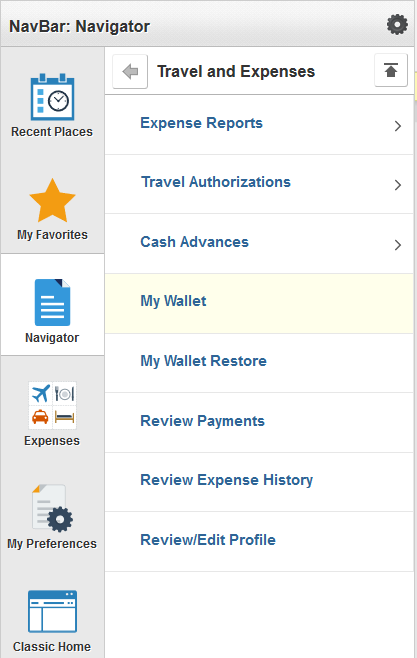 NavBar: Navigator
Recent Places
My Favorites
Navigator
Expenses
My Preferences
Classic Home
Travel and Expenses
Expense Reports
Travel Authorizations
Cash Advances
My Wallet
My Wallet Restore
Review Payments
Review Expense History
Review/Edit Profile